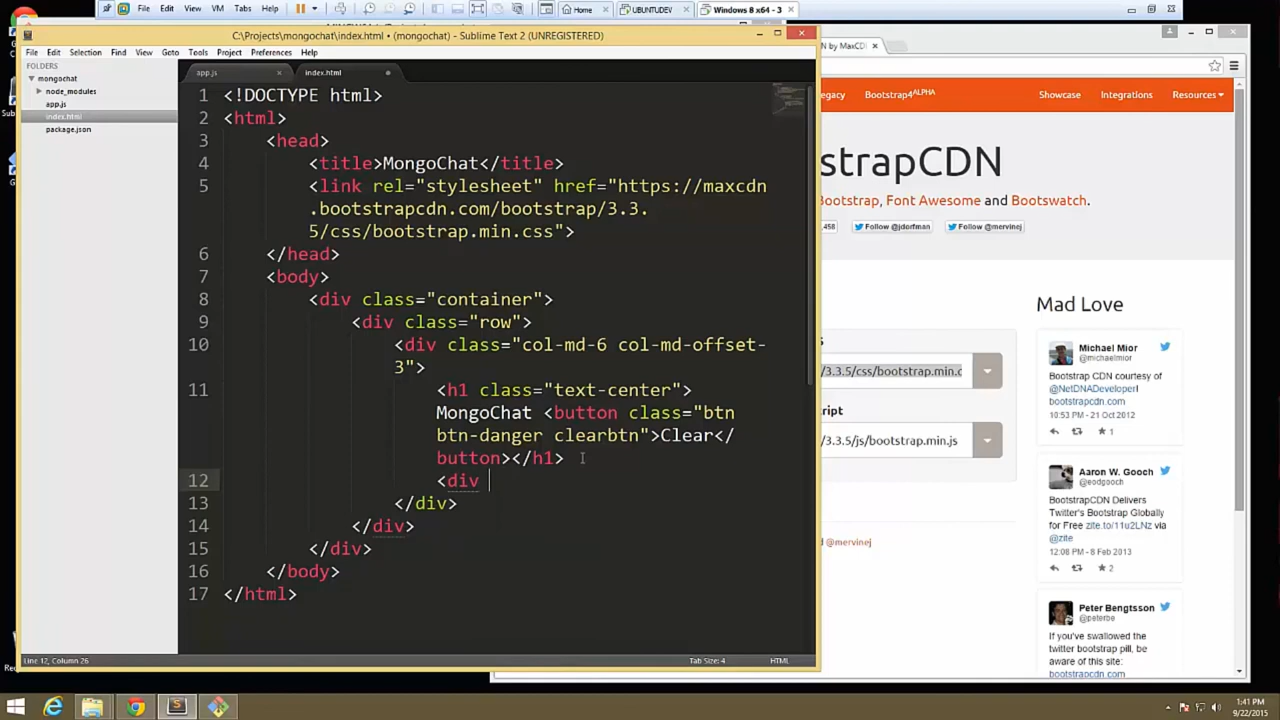 File Edit View VM Tabs Help
Home
UBUNTUDEV
Windows 8 x64 - 3
C:\Projects\mongochat\index.html • (mongochat) - Sublime Text 2 (UNREGISTERED)
File Edit Selection Find View Goto Tools Project Preferences Help
FOLDERS
mongochat
node_modules
app.js
index.html
package.json
app.js
index.html
1 <!DOCTYPE html>
2 <html>
3 <head>
4 <title>MongoChat</title>
5 <link rel="stylesheet" href="https://maxcdn
.bootstrapcdn.com/bootstrap/3.3.
5/css/bootstrap.min.css">
6 </head>
7 <body>
8 <div class="container">
9 <div class="row">
10 <div class="col-md-6 col-md-offset-
3">
11 <h1 class="text-center">
MongoChat <button class="btn
btn-danger clearbtn">Clear</
button></h1>
12 <div
13 </div>
14 </div>
15 </div>
16 </body>
17 </html>
Line 12, Column 26
Tab Size: 4
HTML
N by MaxCD
egacy
Bootstrap4ALPHA
Showcase
Integrations
Resources
strapCDN
Bootstrap, Font Awesome and Bootswatch.
458
Follow @jdorfman
Follow @mervinej
s
/3.3.5/css/bootstrap.min.c
ript
/3.3.5/js/bootstrap.min.js
@mervinej
Mad Love
Michael Mior
@michaelmior
Bootstrap CDN courtesy of
@NetDNADeveloper!
bootstrapcdn.com
10:53 PM - 21 Oct 2012
1
Aaron W. Gooch
@eodgooch
BootstrapCDN Delivers
Twitter's Bootstrap Globally
for Free zite.to/11u2LNz via
@zite
12:08 PM - 8 Feb 2013
2
Peter Bengtsson
@peterbe
If you've swallowed the
twitter bootstrap pill, be
aware of this site:
bootstrapcdn.com
1:41 PM
9/22/2015